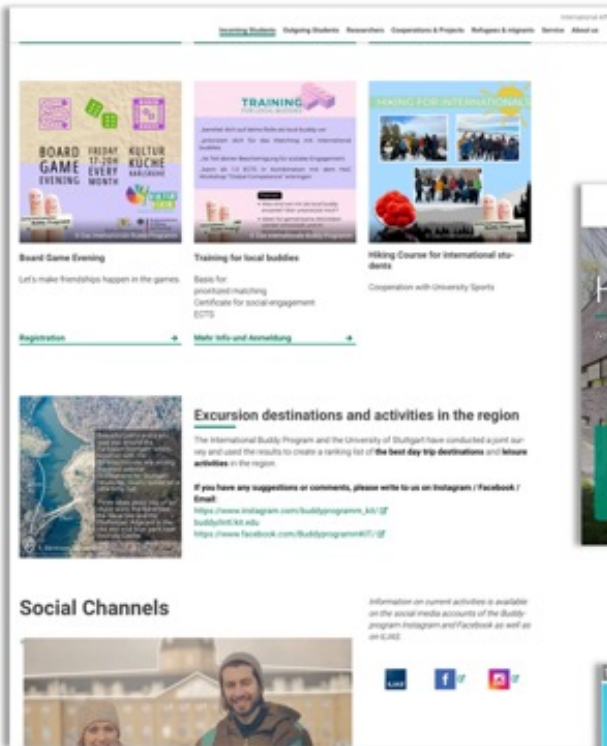 International Aff
Incoming Students Outgoing Students Researchers Cooperations & Projects Refugees & migrants Service About us
BOARD GAME EVENING
FRIDAY 17-20H EVERY MONTH
KULTUR KÜCHE KARLSRUHE
TRAINING
FOR LOCAL BUDDIES
HIKING FOR INTERNATIONALS
Board Game Evening
Let's make friendships happen in the games
Registration →
Training for local buddies
Basis for:
prioritized matching
Certificate for social engagement
ECTS
Mehr Info und Anmeldung →
Hiking Course for international stu-
dents
Cooperation with University Sports
Excursion destinations and activities in the region
The International Buddy Program and the University of Stuttgart have conducted a joint sur-
vey and used the results to create a ranking list of the best day trip destinations and leisure
activities in the region.
If you have any suggestions or comments, please write to us on Instagram / Facebook /
Email:
https://www.instagram.com/buddyprogramm_kit/
buddy∂intl.kit.edu
https://www.facebook.com/BuddyprogrammKIT/
Social Channels
Information on current activities is available
on the social media accounts of the Buddy-
program Instagram and Facebook as well as
on ILIAS.
ILIAS
H